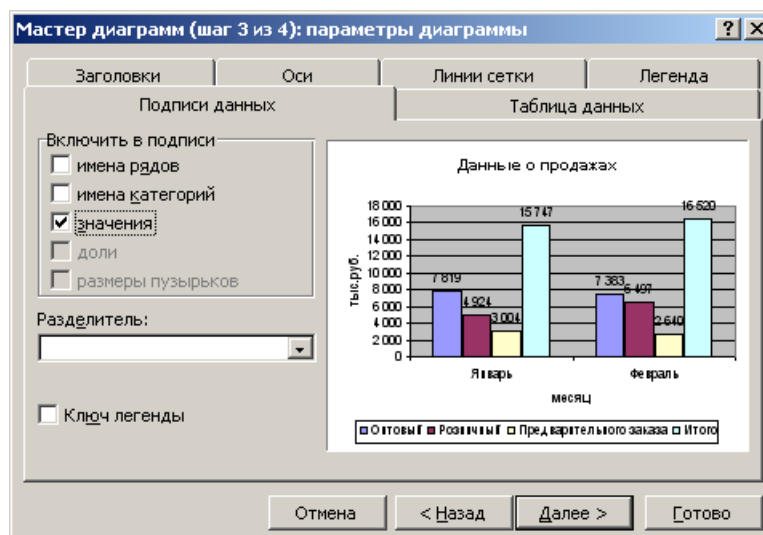 Мастер диаграмм (шаг 3 из 4): параметры диаграммы
Заголовки Оси Линии сетки Легенда
Подписи данных Таблица данных
Включить в подписи
имена рядов
имена категорий
значения
доли
размеры пузырьков
Разделитель:
Ключ легенды
Данные о продажах
тыс.руб.
18 000
16 000
14 000
12 000
10 000
8 000
6 000
4 000
2 000
0
7 819
4 924
3 004
15 747
7 383
6 497
2 640
16 520
Январь Февраль
месяц
Оптовый Розничный Предварительного заказа Итого
Отмена < Назад Далее > Готово